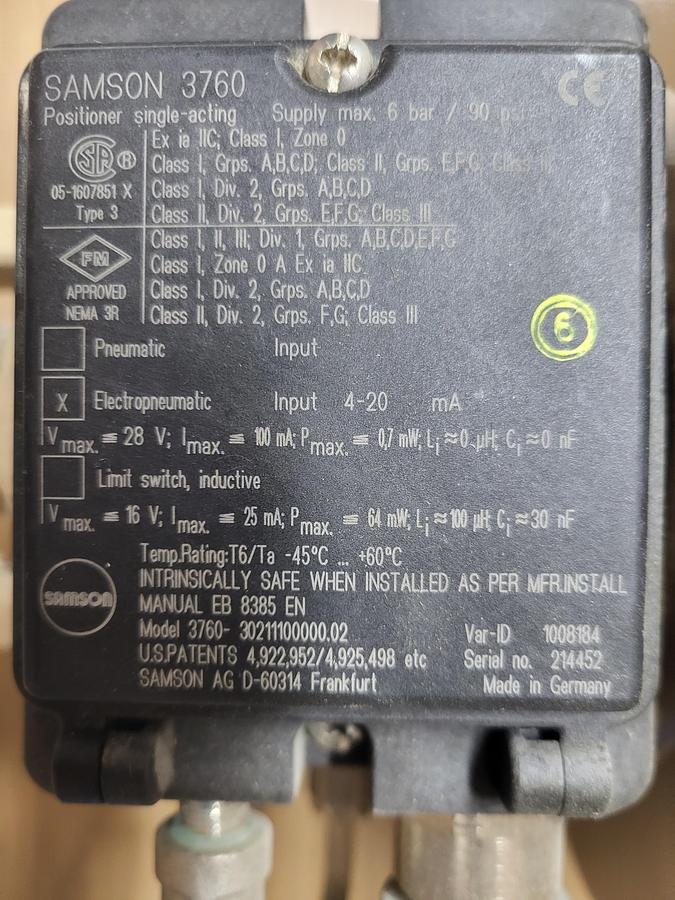 SAMSON 3760
CE
Positioner single-acting Supply max. 6 bar / 90 psi
SA ®
05-1607851 X
Type 3
Ex ia IIC; Class I, Zone 0
Class I, Grps. A,B,C,D; Class II, Grps. E,F,G; Class III
Class I, Div. 2, Grps. A,B,C,D
Class II, Div. 2, Grps. E,F,G; Class III
FM
APPROVED
NEMA 3R
Class I, II, III; Div. 1, Grps. A,B,C,D,E,F,G
Class I, Zone 0 A Ex ia IIC
Class I, Div. 2, Grps. A,B,C,D
Class II, Div. 2, Grps. F,G; Class III
6
Pneumatic Input
X Electropneumatic Input 4-20 mA
Vmax. ≦ 28 V; Imax. ≦ 100 mA; Pmax. ≦ 0,7 mW; Li ≈0 µH; Ci ≈0 nF
Limit switch, inductive
Vmax. ≦ 16 V; Imax. ≦ 25 mA; Pmax. ≦ 64 mW; Li ≈100 µH; Ci ≈30 nF
Temp.Rating:T6/Ta -45°C ... +60°C
SAMSON
INTRINSICALLY SAFE WHEN INSTALLED AS PER MFR.INSTALL
MANUAL EB 8385 EN
Model 3760- 30211100000.02 Var-ID 1008184
U.S.PATENTS 4,922,952/4,925,498 etc Serial no. 214452
SAMSON AG D-60314 Frankfurt Made in Germany